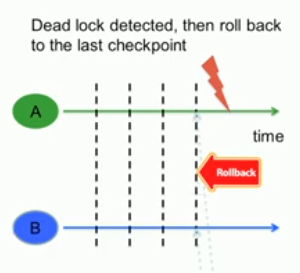 Dead lock detected, then roll back
to the last checkpoint
A
time
Rollback
B